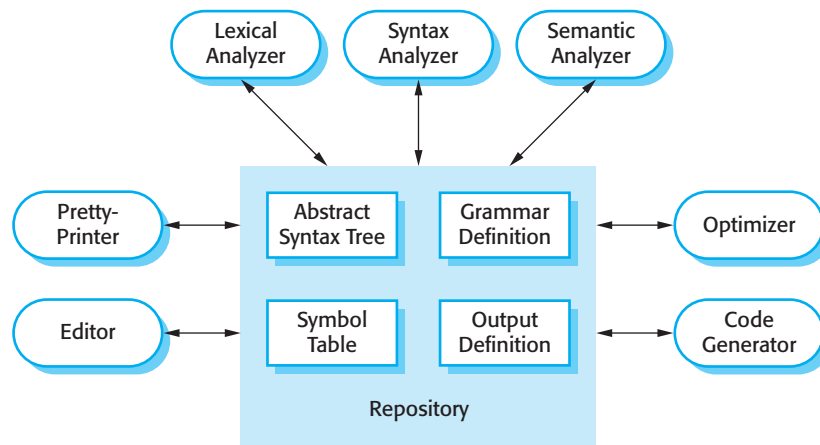 Lexical
Analyzer
Syntax
Analyzer
Semantic
Analyzer
Pretty-
Printer
Abstract
Syntax Tree
Grammar
Definition
Optimizer
Editor
Symbol
Table
Output
Definition
Code
Generator
Repository